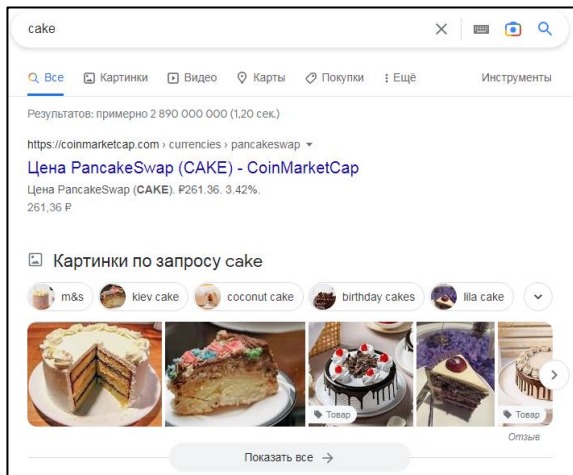 cake
Все Картинки Видео Карты Покупки Ещё Инструменты
Результатов: примерно 2 890 000 000 (1,20 сек.)
https://coinmarketcap.com › currencies › pancakeswap
Цена PancakeSwap (CAKE) - CoinMarketCap
Цена PancakeSwap (CAKE). ₽261.36. 3.42%.
261,36 ₽
Картинки по запросу cake
m&s kiev cake coconut cake birthday cakes lila cake
Товар Товар
Отзыв
Показать все →